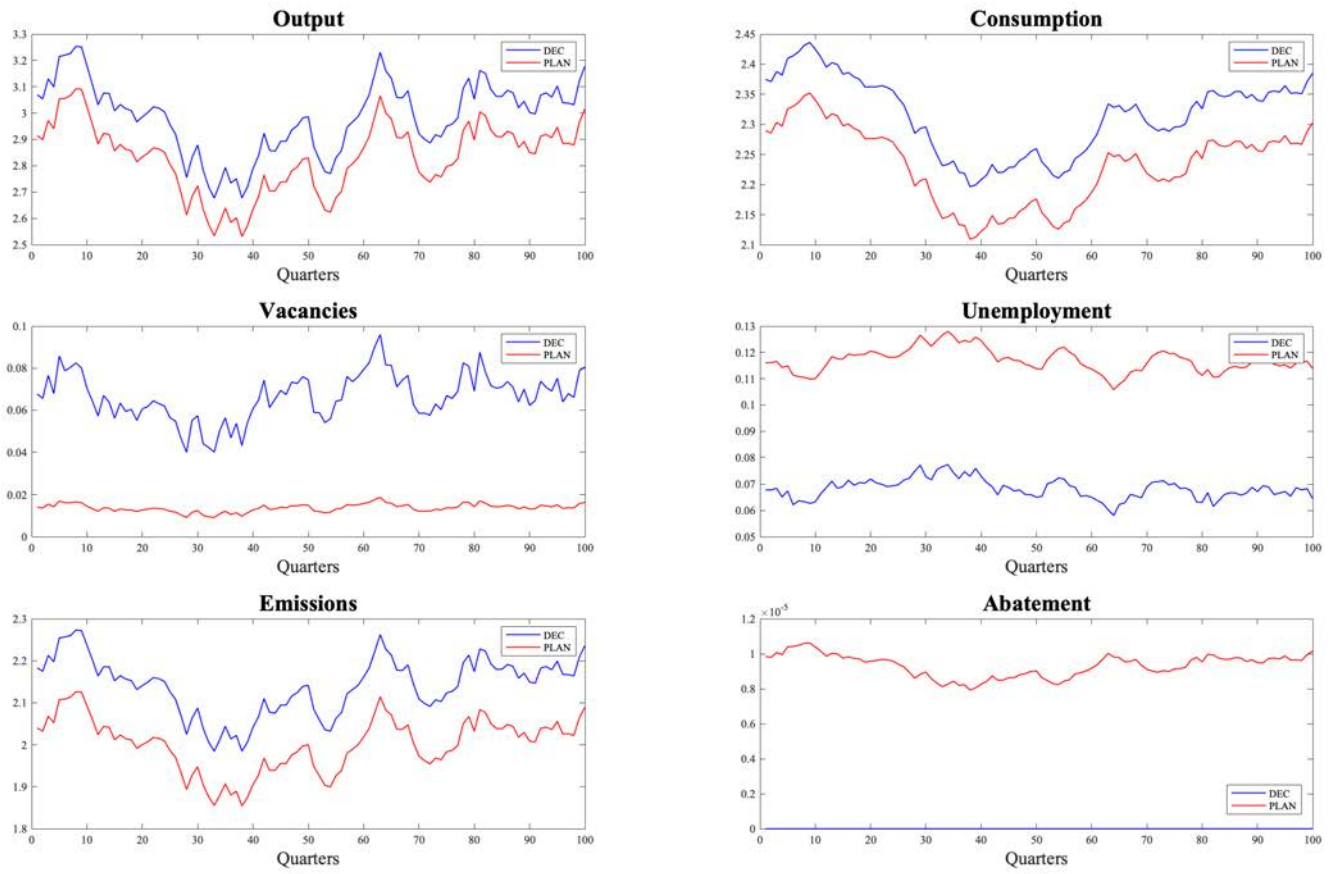 Output
3.3
3.2
3.1
3
2.9
2.8
2.7
2.6
2.5
0 10 20 30 40 50 60 70 80 90 100
Quarters
DEC
PLAN
Consumption
2.45
2.4
2.35
2.3
2.25
2.2
2.15
2.1
0 10 20 30 40 50 60 70 80 90 100
Quarters
DEC
PLAN
Vacancies
0.1
0.08
0.06
0.04
0.02
0
0 10 20 30 40 50 60 70 80 90 100
Quarters
DEC
PLAN
Unemployment
0.13
0.12
0.11
0.1
0.09
0.08
0.07
0.06
0.05
0 10 20 30 40 50 60 70 80 90 100
Quarters
DEC
PLAN
Emissions
2.3
2.2
2.1
2
1.9
1.8
0 10 20 30 40 50 60 70 80 90 100
Quarters
DEC
PLAN
Abatement
× 10⁻⁵
1.2
1
0.8
0.6
0.4
0.2
0
0 10 20 30 40 50 60 70 80 90 100
Quarters
DEC
PLAN